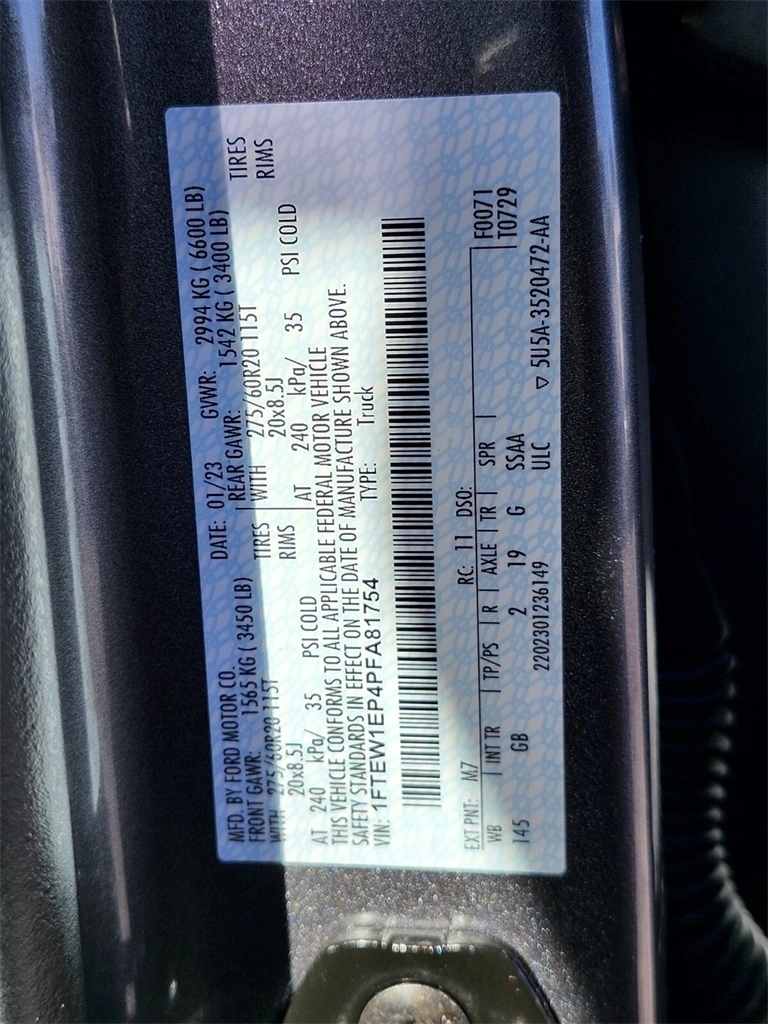 MFD. BY FORD MOTOR CO. DATE: 01/23 GVWR: 2994 KG ( 6600 LB)
FRONT GAWR: 1565 KG ( 3450 LB) REAR GAWR: 1542 KG ( 3400 LB)
WITH 275/60R20 115T TIRES WITH 275/60R20 115T TIRES
20x8.5J RIMS 20x8.5J RIMS
AT 240 kPa/ 35 PSI COLD AT 240 kPa/ 35 PSI COLD
THIS VEHICLE CONFORMS TO ALL APPLICABLE FEDERAL MOTOR VEHICLE
SAFETY STANDARDS IN EFFECT ON THE DATE OF MANUFACTURE SHOWN ABOVE.
VIN: 1FTEW1EP4PFA81754 TYPE: Truck
EXT PNT: M7 RC: 11 DSO: F0071
WB INT TR TP/PS R AXLE TR SPR T0729
145 GB 2 19 G SSAA
2202301236149 ULC ▽ 5U5A-3520472-AA